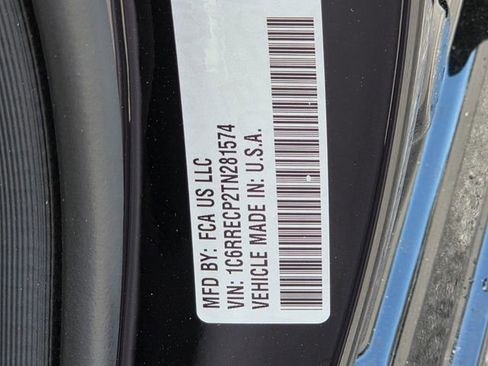 MFD BY: FCA US LLC
VIN: 1C6RRECP2TN281574
VEHICLE MADE IN: U.S.A.